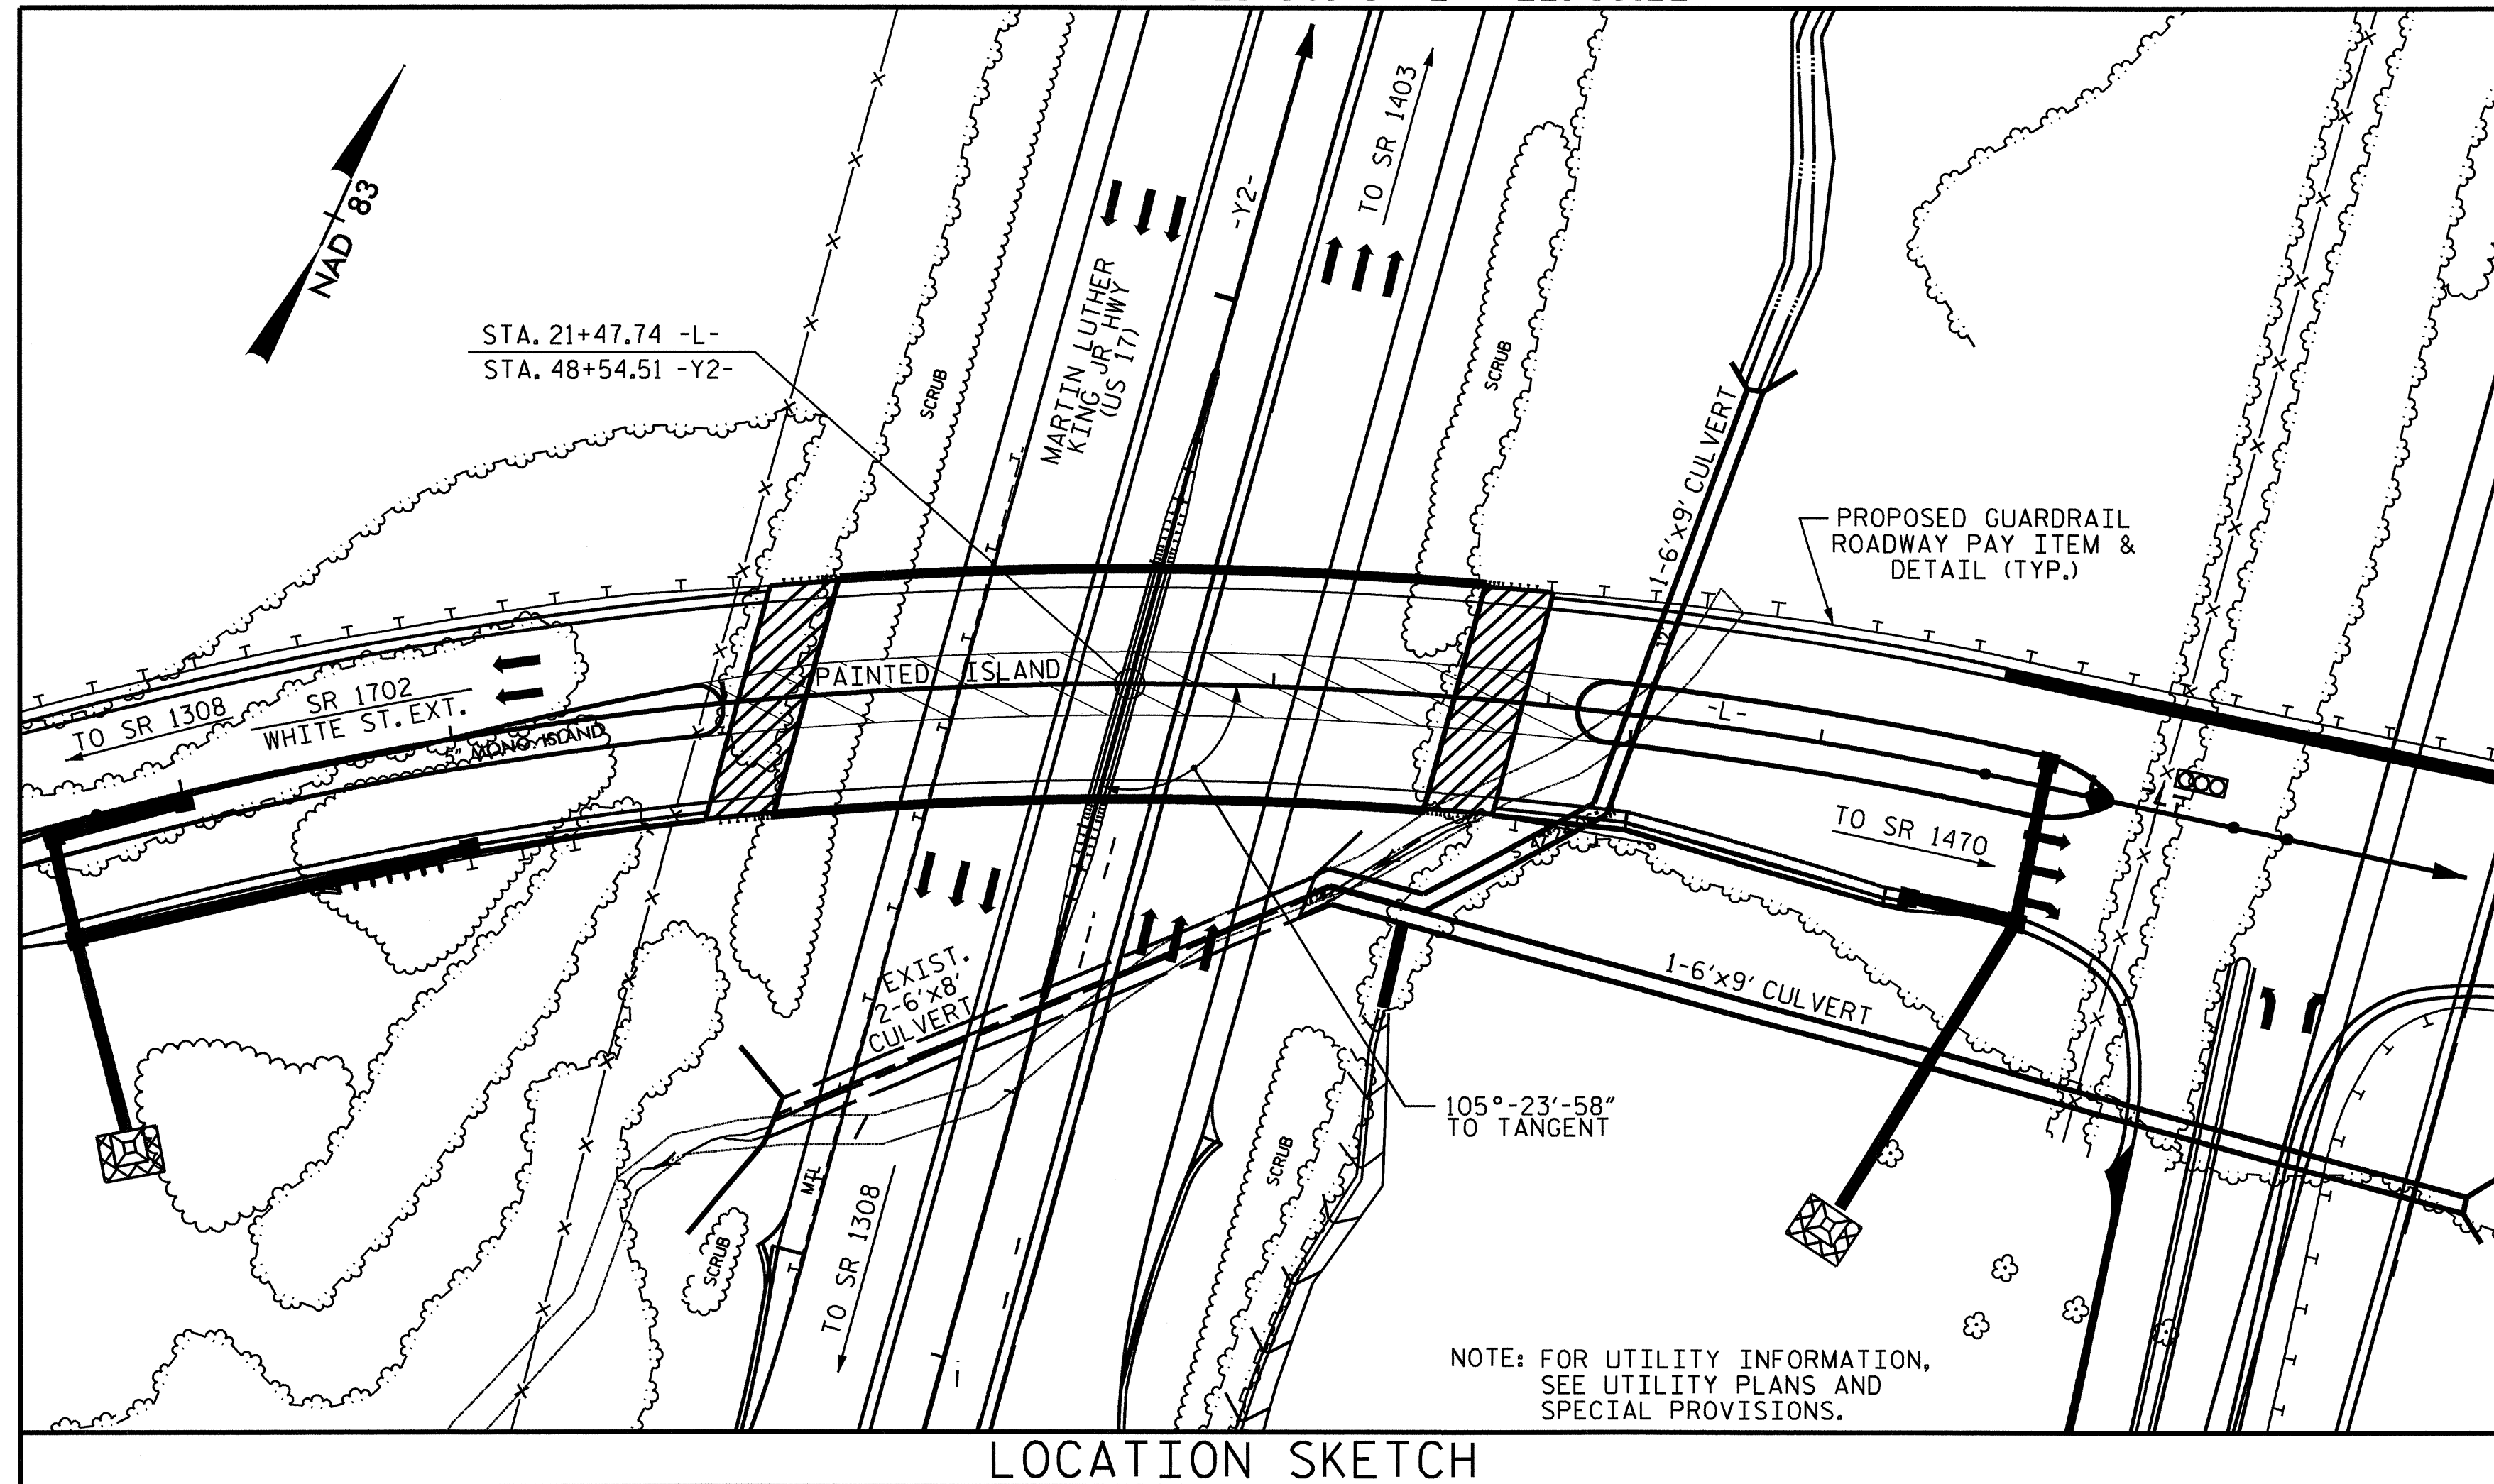 NAD 83
TO SR 1403
-Y2-
MARTIN LUTHER
KING JR HWY
(US 17)
STA. 21+47.74 -L-
STA. 48+54.51 -Y2-
SCRUB
SCRUB
1-6'x9' CULVERT
PROPOSED GUARDRAIL
ROADWAY PAY ITEM &
DETAIL (TYP.)
PAINTED ISLAND
SR 1702
WHITE ST. EXT.
TO SR 1308
5" MONO. ISLAND
-L-
TO SR 1470
EXIST.
2-6'x8'
CULVERT
1-6'x9' CULVERT
105°-23'-58"
TO TANGENT
SCRUB
SCRUB
TO SR 1308
NOTE: FOR UTILITY INFORMATION,
SEE UTILITY PLANS AND
SPECIAL PROVISIONS.
LOCATION SKETCH